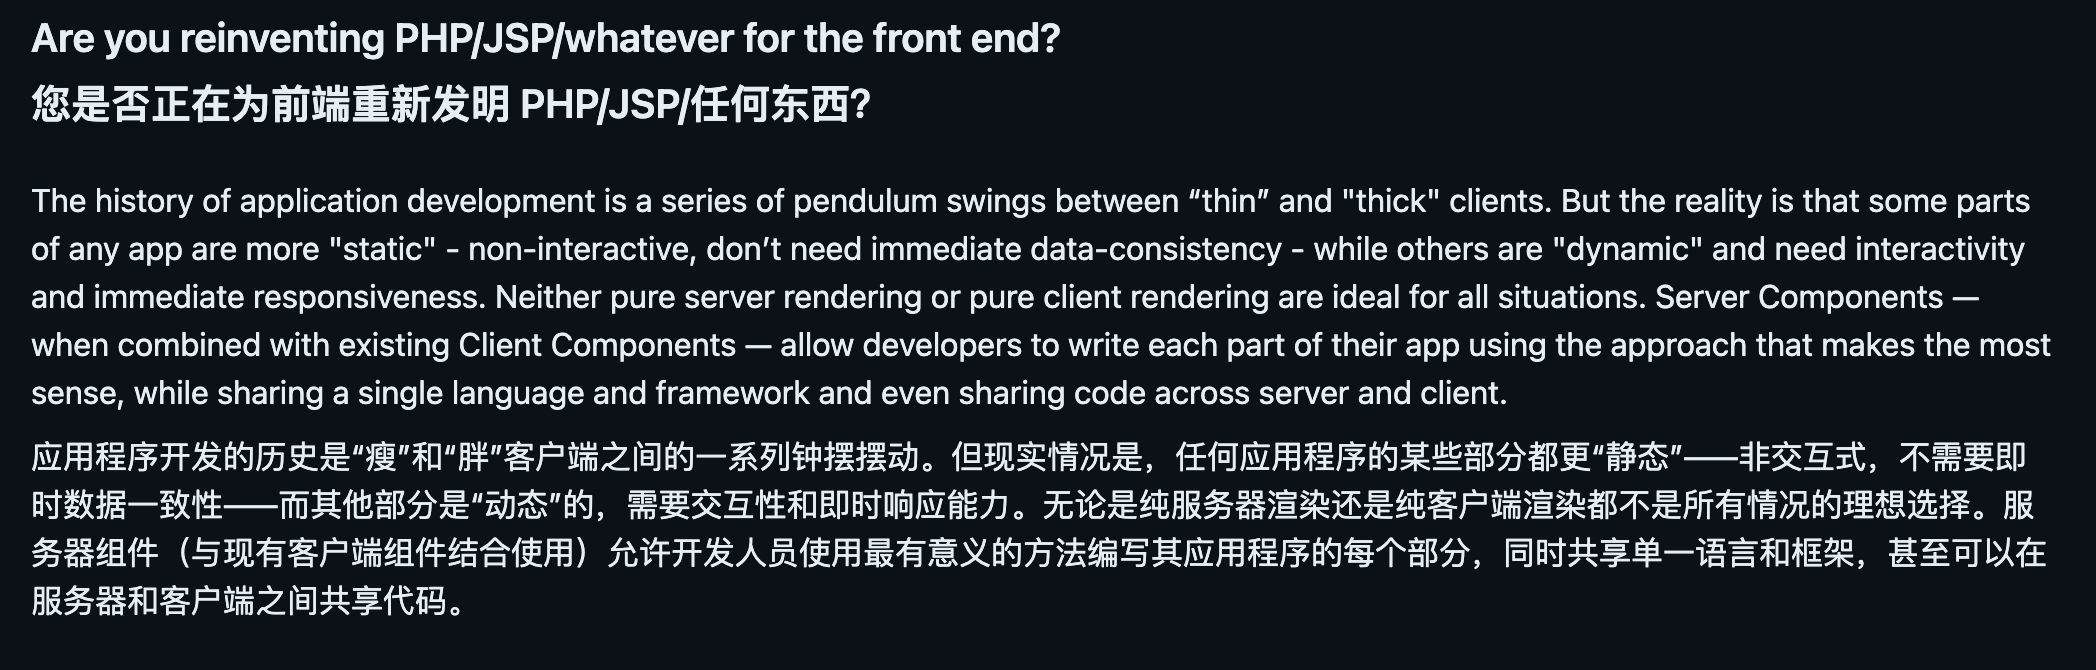 Are you reinventing PHP/JSP/whatever for the front end?
您是否正在为前端重新发明 PHP/JSP/任何东西?
The history of application development is a series of pendulum swings between “thin” and "thick" clients. But the reality is that some parts
of any app are more "static" - non-interactive, don’t need immediate data-consistency - while others are "dynamic" and need interactivity
and immediate responsiveness. Neither pure server rendering or pure client rendering are ideal for all situations. Server Components —
when combined with existing Client Components — allow developers to write each part of their app using the approach that makes the most
sense, while sharing a single language and framework and even sharing code across server and client.
应用程序开发的历史是“瘦”和“胖”客户端之间的一系列钟摆摆动。但现实情况是，任何应用程序的某些部分都更“静态”——非交互式，不需要即
时数据一致性——而其他部分是“动态”的，需要交互性和即时响应能力。无论是纯服务器渲染还是纯客户端渲染都不是所有情况的理想选择。服
务器组件（与现有客户端组件结合使用）允许开发人员使用最有意义的方法编写其应用程序的每个部分，同时共享单一语言和框架，甚至可以在
服务器和客户端之间共享代码。